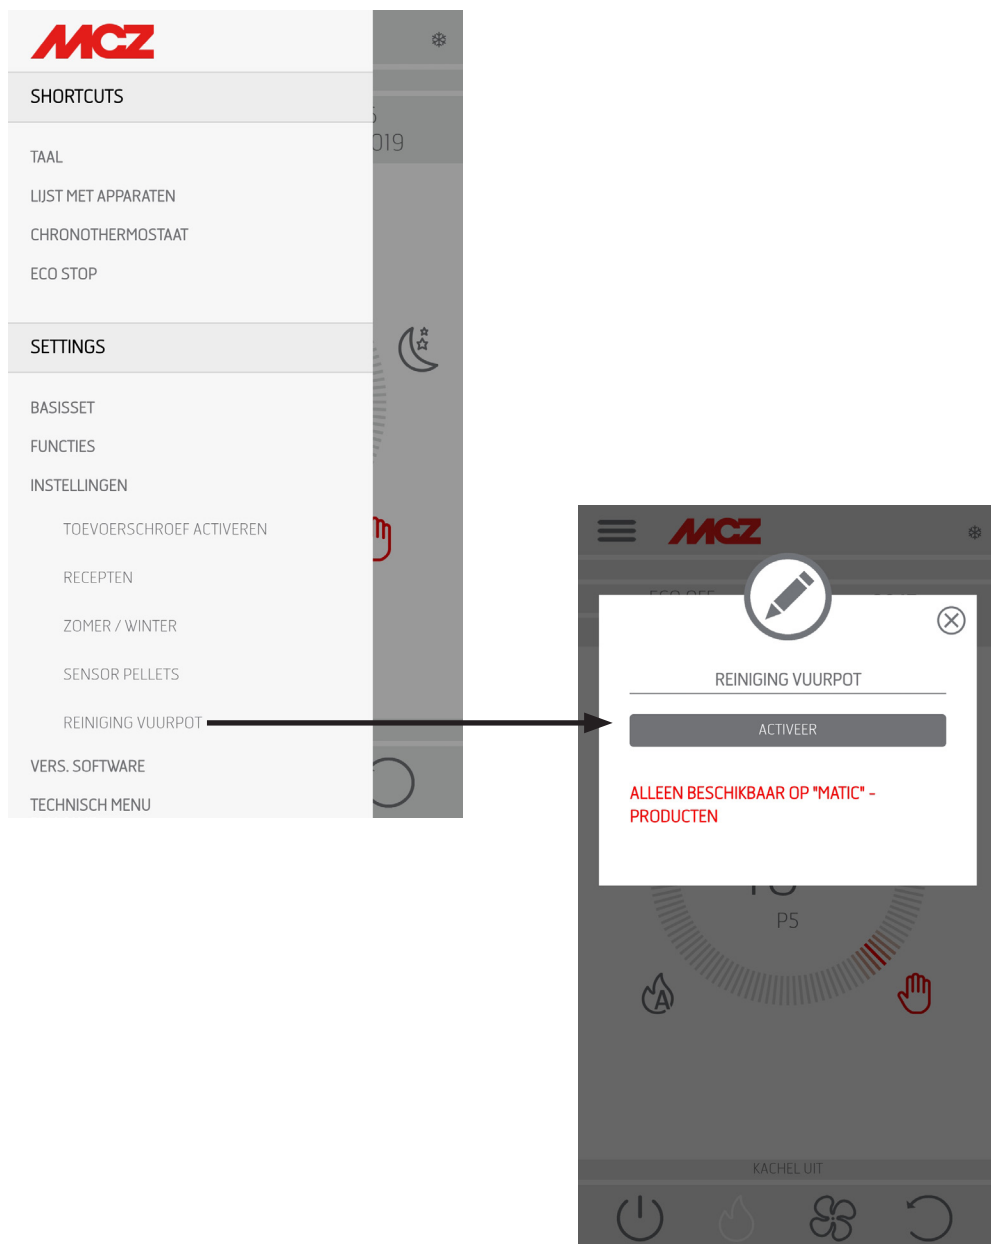 MCZ
SHORTCUTS
019
TAAL
LIJST MET APPARATEN
CHRONOTHERMOSTAAT
ECO STOP
SETTINGS
BASISSET
FUNCTIES
INSTELLINGEN
TOEVOERSCHROEF ACTIVEREN
RECEPTEN
ZOMER / WINTER
SENSOR PELLETS
REINIGING VUURPOT
VERS. SOFTWARE
TECHNISCH MENU
MCZ
REINIGING VUURPOT
ACTIVEER
ALLEEN BESCHIKBAAR OP "MATIC" -
PRODUCTEN
P5
A
KACHEL UIT